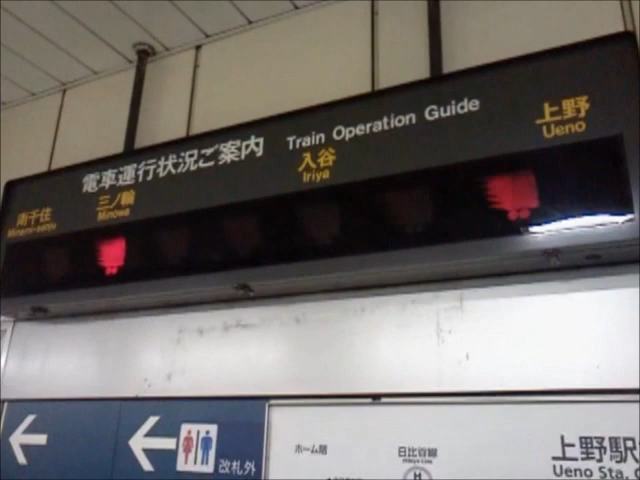 電車運行状況ご案内 Train Operation Guide
南千住
Minami-senju
三ノ輪
Minowa
入谷
Iriya
上野
Ueno
改札外
ホーム階
日比谷線
Hibiya Line
H
上野駅
Ueno Sta.